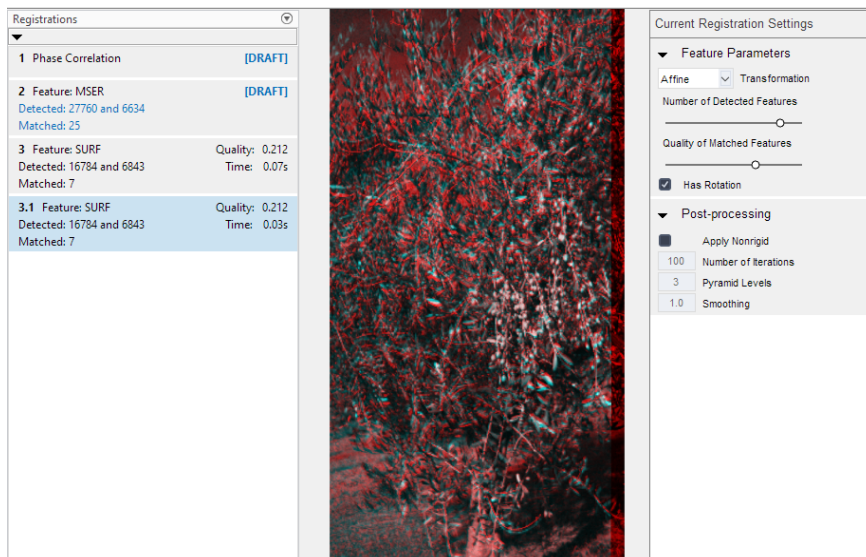 Registrations
1 Phase Correlation [DRAFT]
2 Feature: MSER [DRAFT]
Detected: 27760 and 6634
Matched: 25
3 Feature: SURF Quality: 0.212
Detected: 16784 and 6843 Time: 0.07s
Matched: 7
3.1 Feature: SURF Quality: 0.212
Detected: 16784 and 6843 Time: 0.03s
Matched: 7
Current Registration Settings
Feature Parameters
Affine Transformation
Number of Detected Features
Quality of Matched Features
Has Rotation
Post-processing
Apply Nonrigid
100 Number of Iterations
3 Pyramid Levels
1.0 Smoothing